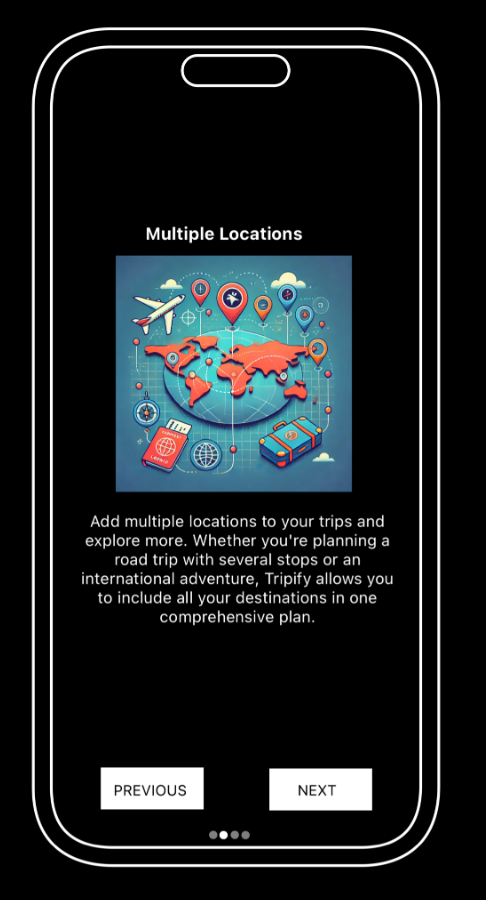 Multiple Locations
Add multiple locations to your trips and
explore more. Whether you're planning a
road trip with several stops or an
international adventure, Tripify allows you
to include all your destinations in one
comprehensive plan.
PREVIOUS
NEXT